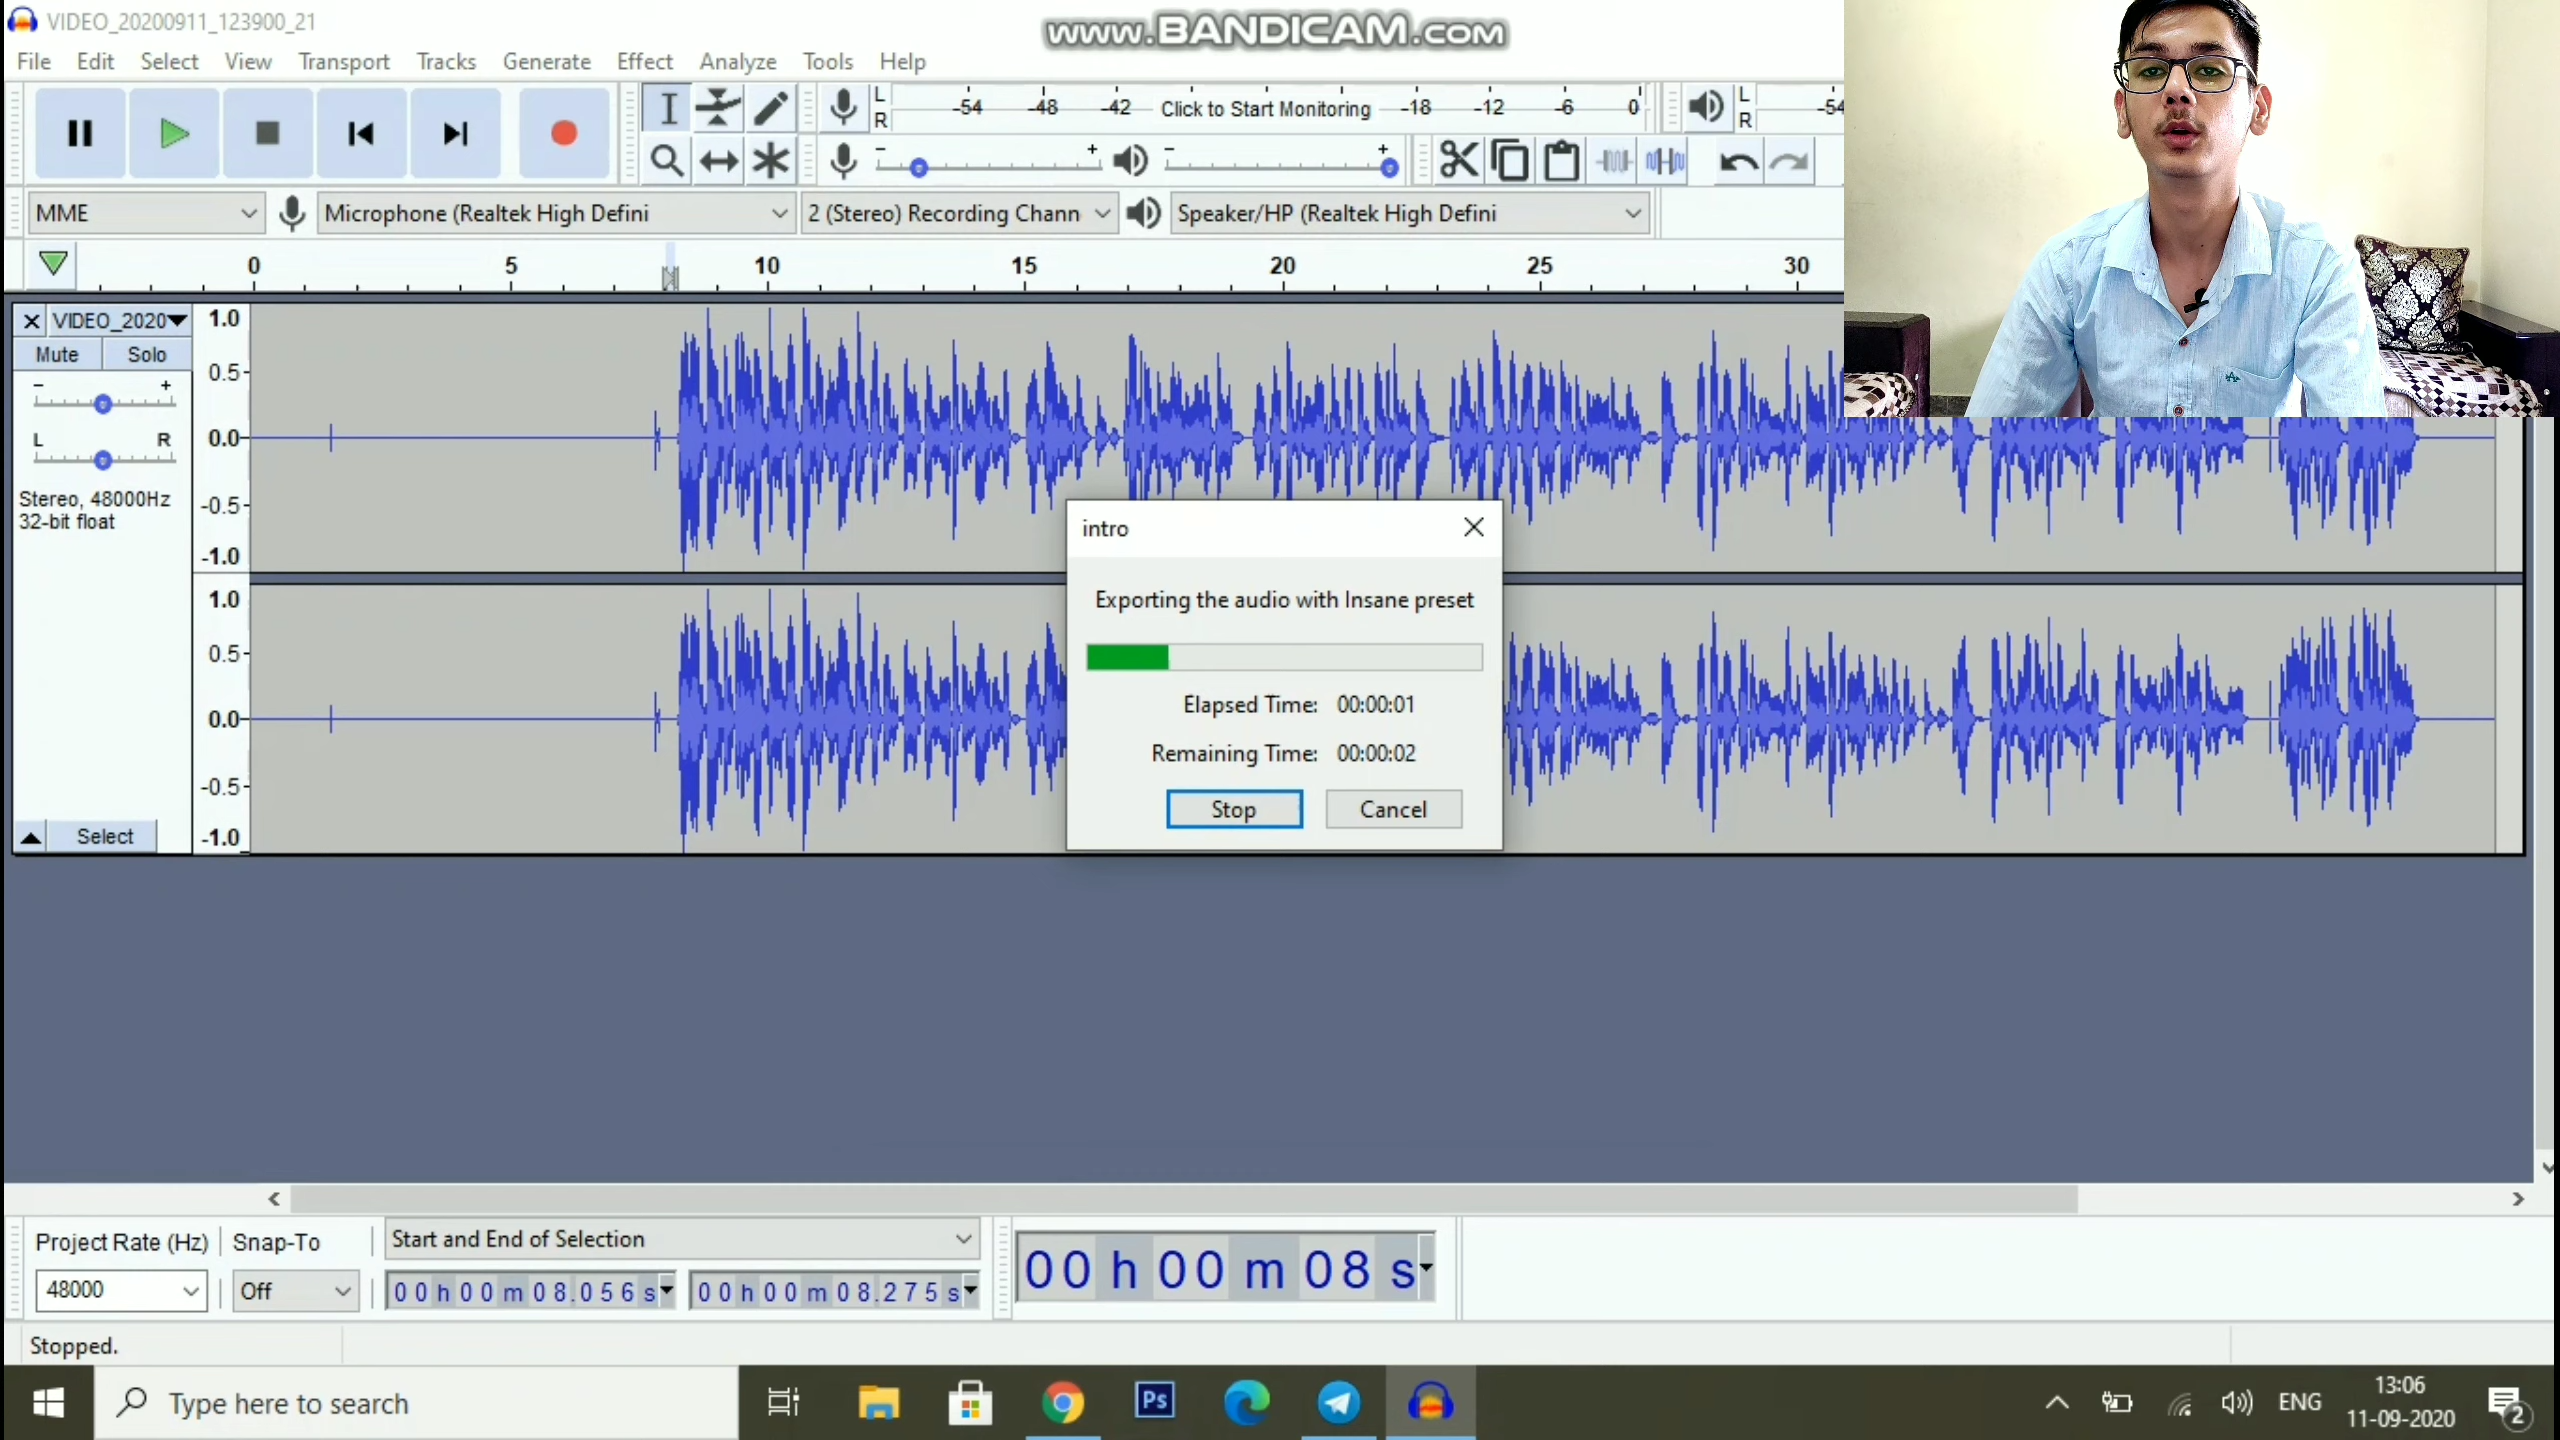 VIDEO_20200911_123900_21
www.BANDICAM.com
File Edit Select View Transport Tracks Generate Effect Analyze Tools Help
L
R
-54 -48 -42 Click to Start Monitoring -18 -12 -6 0
L
R
-54
- + - +
MME
Microphone (Realtek High Defini
2 (Stereo) Recording Chann
Speaker/HP (Realtek High Defini
0 5 10 15 20 25 30
VIDEO_2020
Mute Solo
- +
L R
Stereo, 48000Hz
32-bit float
Select
1.0
0.5
0.0
-0.5
-1.0
1.0
0.5
0.0
-0.5
-1.0
intro
Exporting the audio with Insane preset
Elapsed Time: 00:00:01
Remaining Time: 00:00:02
Stop Cancel
Project Rate (Hz) Snap-To Start and End of Selection
48000 Off 00h00m08.056s 00h00m08.275s
00h00m08s
Stopped.
Type here to search
Ps
ENG
13:06
11-09-2020
2